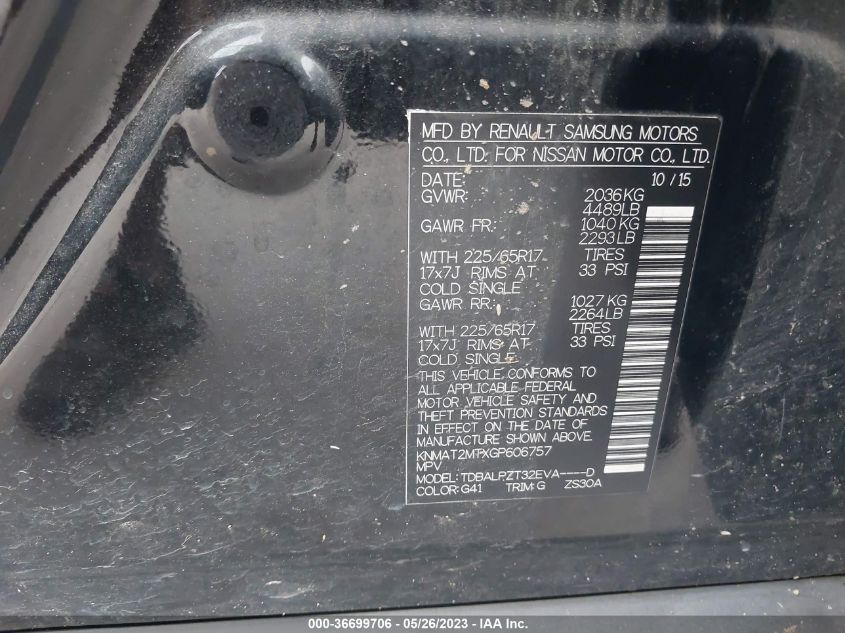 MFD BY RENAULT SAMSUNG MOTORS
CO., LTD: FOR NISSAN MOTOR CO., LTD.
DATE: 10 / 15
GVWR: 2036KG
4489LB
GAWR FR: 1040KG
2293LB
WITH 225/65R17 TIRES
17x7J RIMS AT 33 PSI
COLD SINGLE
GAWR RR: 1027KG
2264LB
WITH 225/65R17 TIRES
17x7J RIMS AT 33 PSI
COLD SINGLE
THIS VEHICLE CONFORMS TO
ALL APPLICABLE FEDERAL
MOTOR VEHICLE SAFETY AND
THEFT PREVENTION STANDARDS
IN EFFECT ON THE DATE OF
MANUFACTURE SHOWN ABOVE.
KNMAT2MTXGP606757
MPV
MODEL: TDBALPZT32EVA----D
COLOR: G41 TRIM: G ZS30A
000-36699706 - 05/26/2023 - IAA Inc.